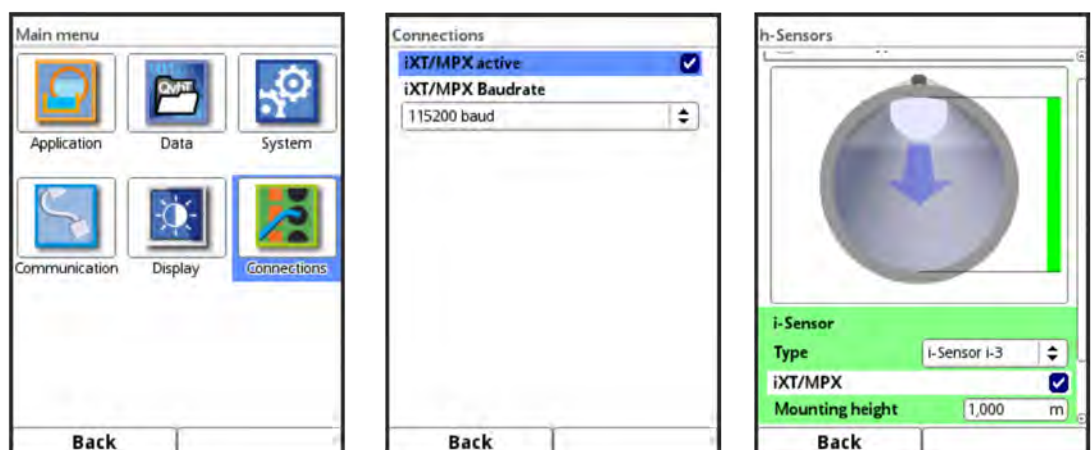 Main menu
QvhT
Application
Data
System
Communication
Display
Connections
Back
Connections
iXT/MPX active
iXT/MPX Baudrate
115200 baud
Back
h-Sensors
i-Sensor
Type
i-Sensor i-3
iXT/MPX
Mounting height
1,000 m
Back